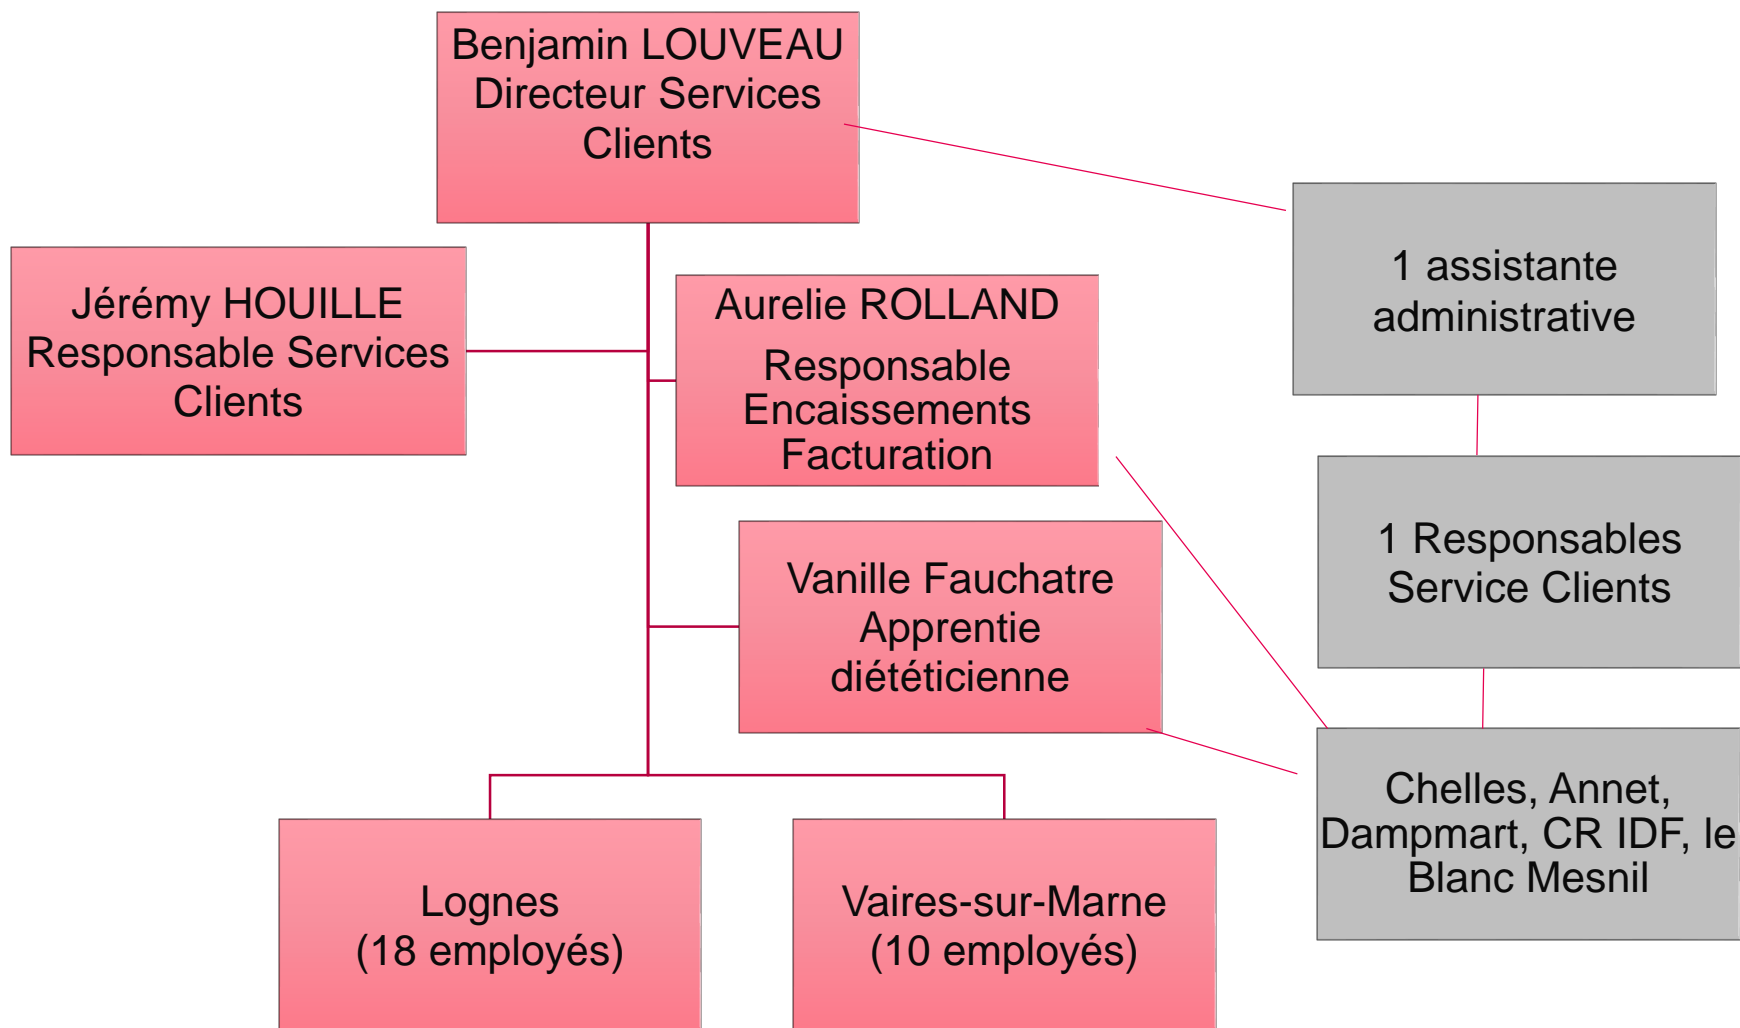 Benjamin LOUVEAU
Directeur Services
Clients
Jérémy HOUILLE
Responsable Services
Clients
Aurelie ROLLAND
Responsable
Encaissements
Facturation
1 assistante
administrative
1 Responsables
Service Clients
Vanille Fauchatre
Apprentie
diététicienne
Chelles, Annet,
Dampmart, CR IDF, le
Blanc Mesnil
Lognes
(18 employés)
Vaires-sur-Marne
(10 employés)